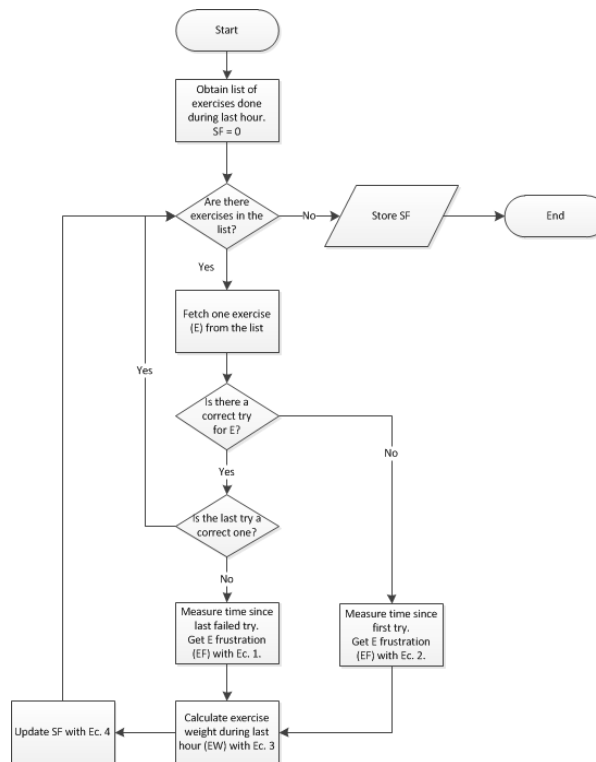 Start
Obtain list of
exercises done
during last hour.
SF = 0
Are there
exercises in the
list?
No
Store SF
End
Yes
Fetch one exercise
(E) from the list
Yes
Is there a
correct try
for E?
No
Yes
Is the last try a
correct one?
No
Measure time since
last failed try.
Get E frustration
(EF) with Ec. 1.
Measure time since
first try.
Get E frustration
(EF) with Ec. 2.
Update SF with Ec. 4
Calculate exercise
weight during last
hour (EW) with Ec. 3